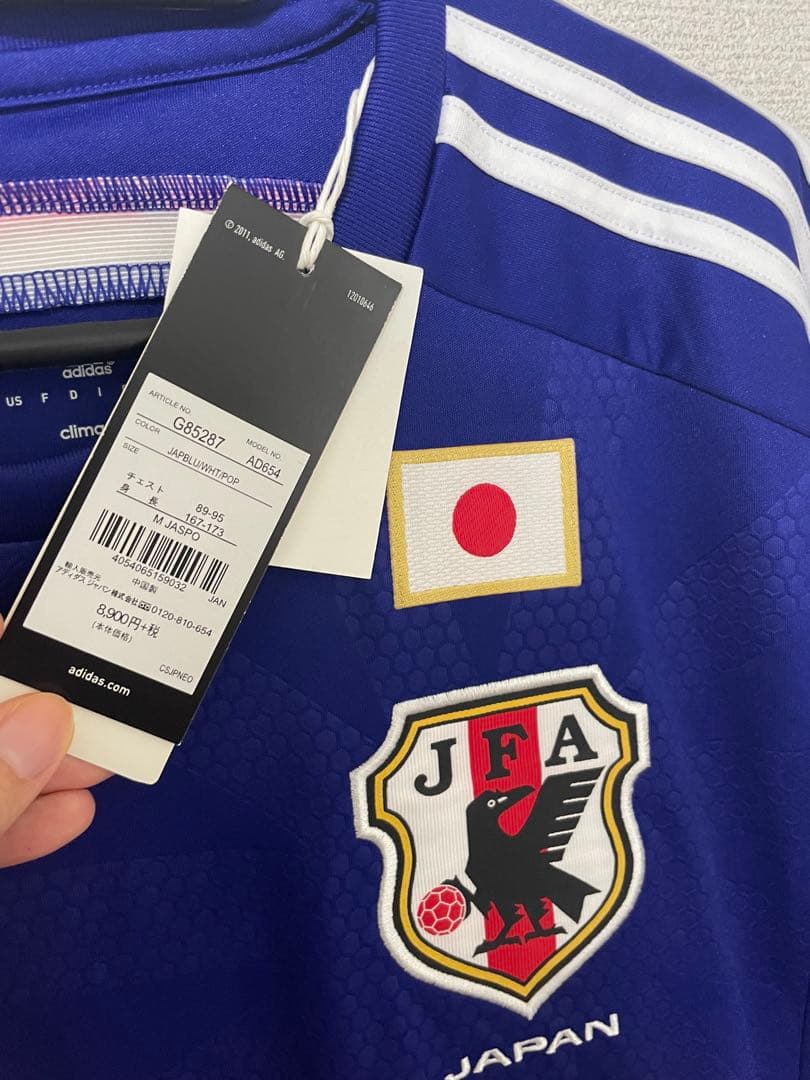 © 2011, adidas AG.
12010646
ARTICLE NO. G85287
MODEL NO. AD654
COLOR JAPBLU/WHT/POP
SIZE
チェスト 89-95
身長 167-173
M JASPO
4054065159032
JAN
中国製
輸入販売元
アディダス ジャパン株式会社 0120-810-654
8,900円+税
(本体価格)
CSJPNEO
adidas.com
adidas
US F D I
JFA
JAPAN